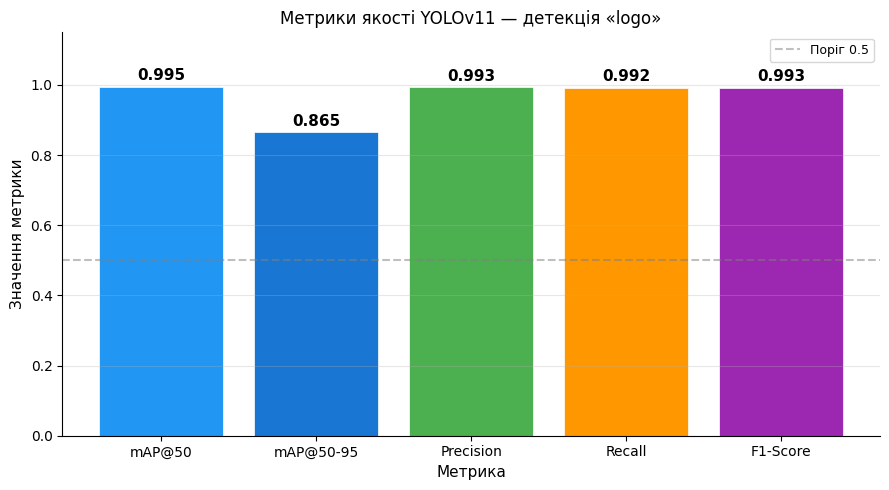 Метрики якості YOLOv11 — детекція «logo»
Поріг 0.5
0.995
0.865
0.993
0.992
0.993
Значення метрики
1.0
0.8
0.6
0.4
0.2
0.0
mAP@50
mAP@50-95
Precision
Recall
F1-Score
Метрика